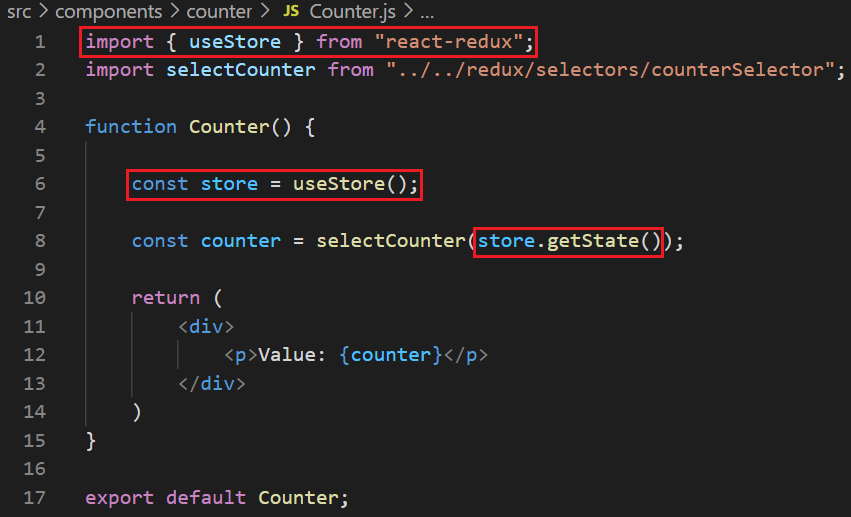 src > components > counter > JS Counter.js > ...
1 import { useStore } from "react-redux";
2 import selectCounter from "../../redux/selectors/counterSelector";
3
4 function Counter() {
5
6     const store = useStore();
7
8     const counter = selectCounter(store.getState());
9
10     return (
11         <div>
12             <p>Value: {counter}</p>
13         </div>
14     )
15 }
16
17 export default Counter;